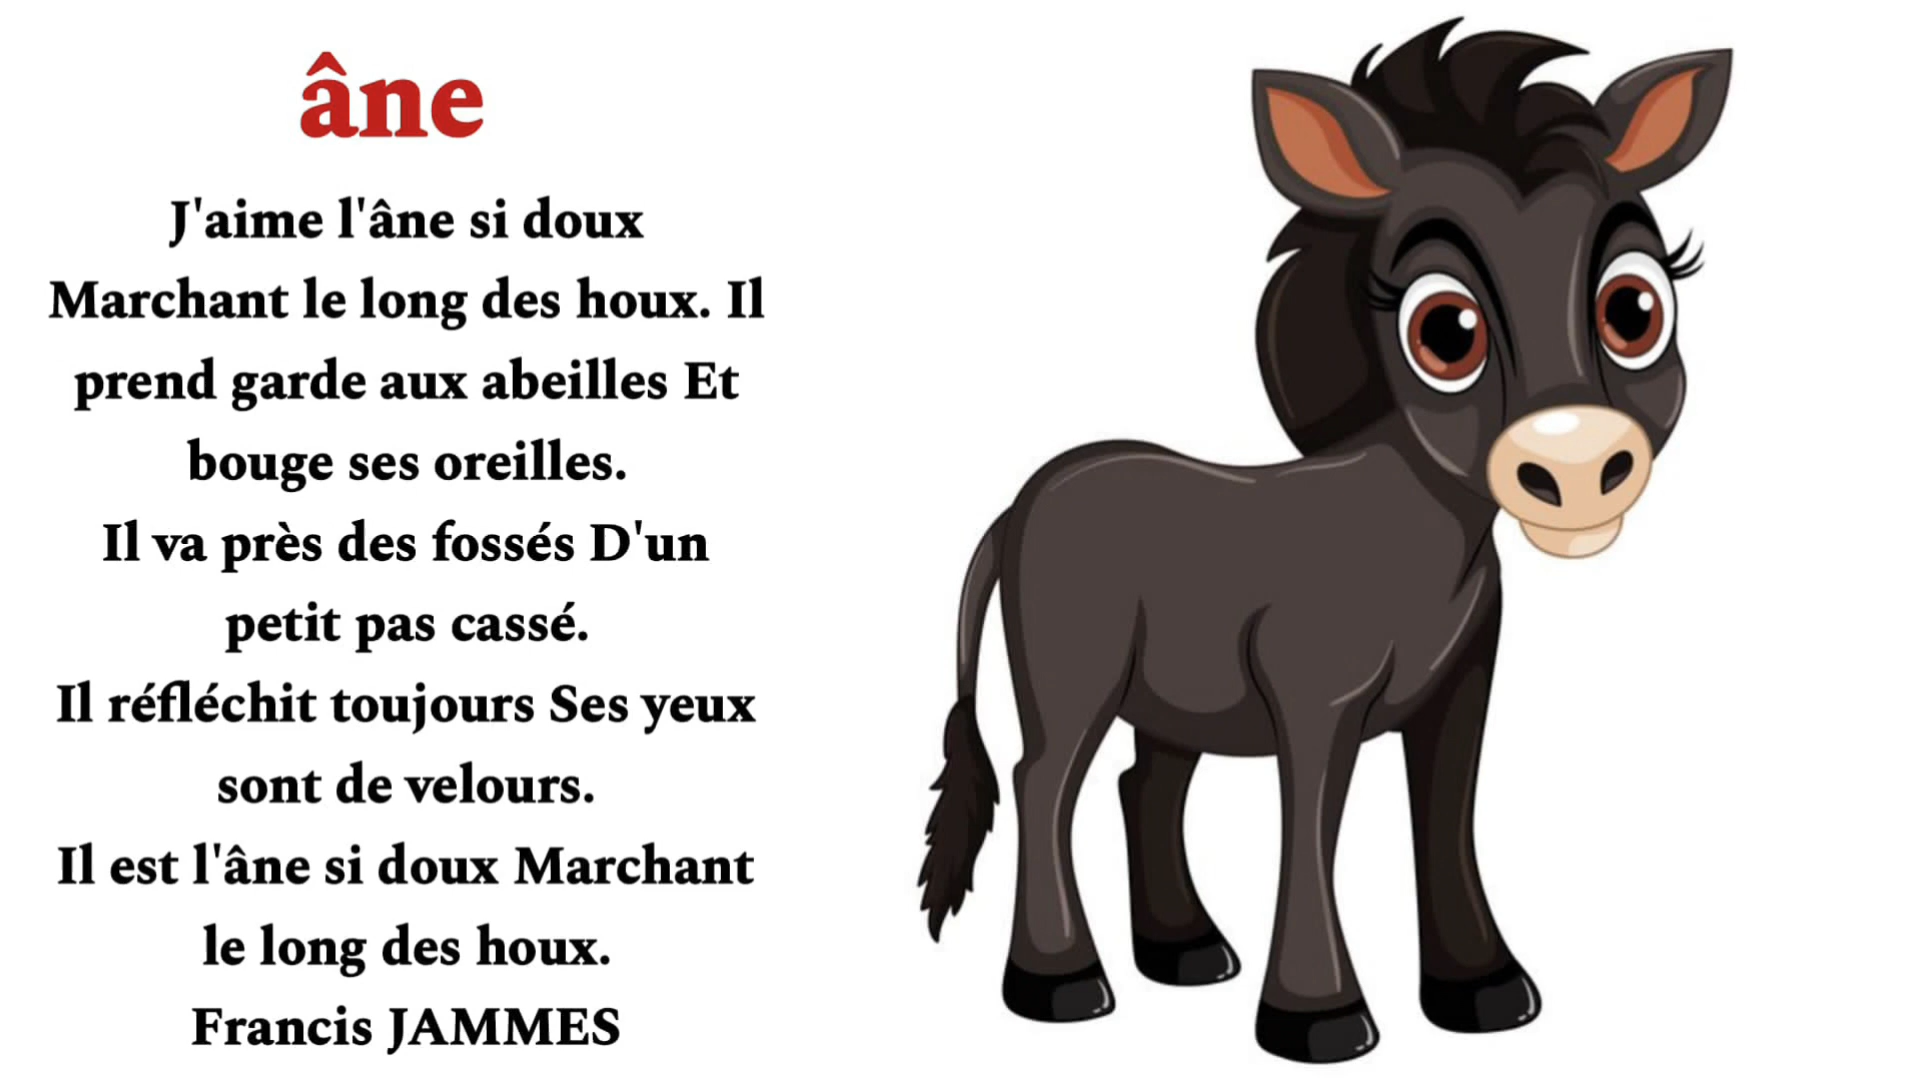 âne
J'aime l'âne si doux
Marchant le long des houx. Il
prend garde aux abeilles Et
bouge ses oreilles.
Il va près des fossés D'un
petit pas cassé.
Il réfléchit toujours Ses yeux
sont de velours.
Il est l'âne si doux Marchant
le long des houx.
Francis JAMMES